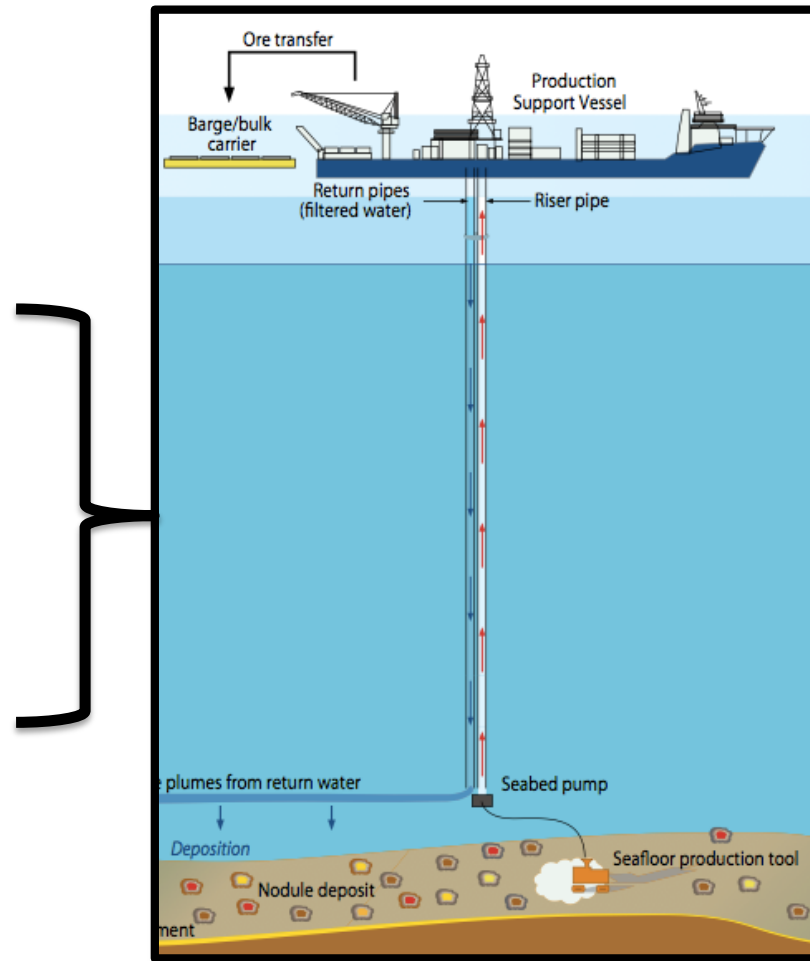 Ore transfer
Production
Support Vessel
Barge/bulk
carrier
Return pipes
(filtered water)
Riser pipe
plumes from return water
Seabed pump
Deposition
Seafloor production tool
Nodule deposit